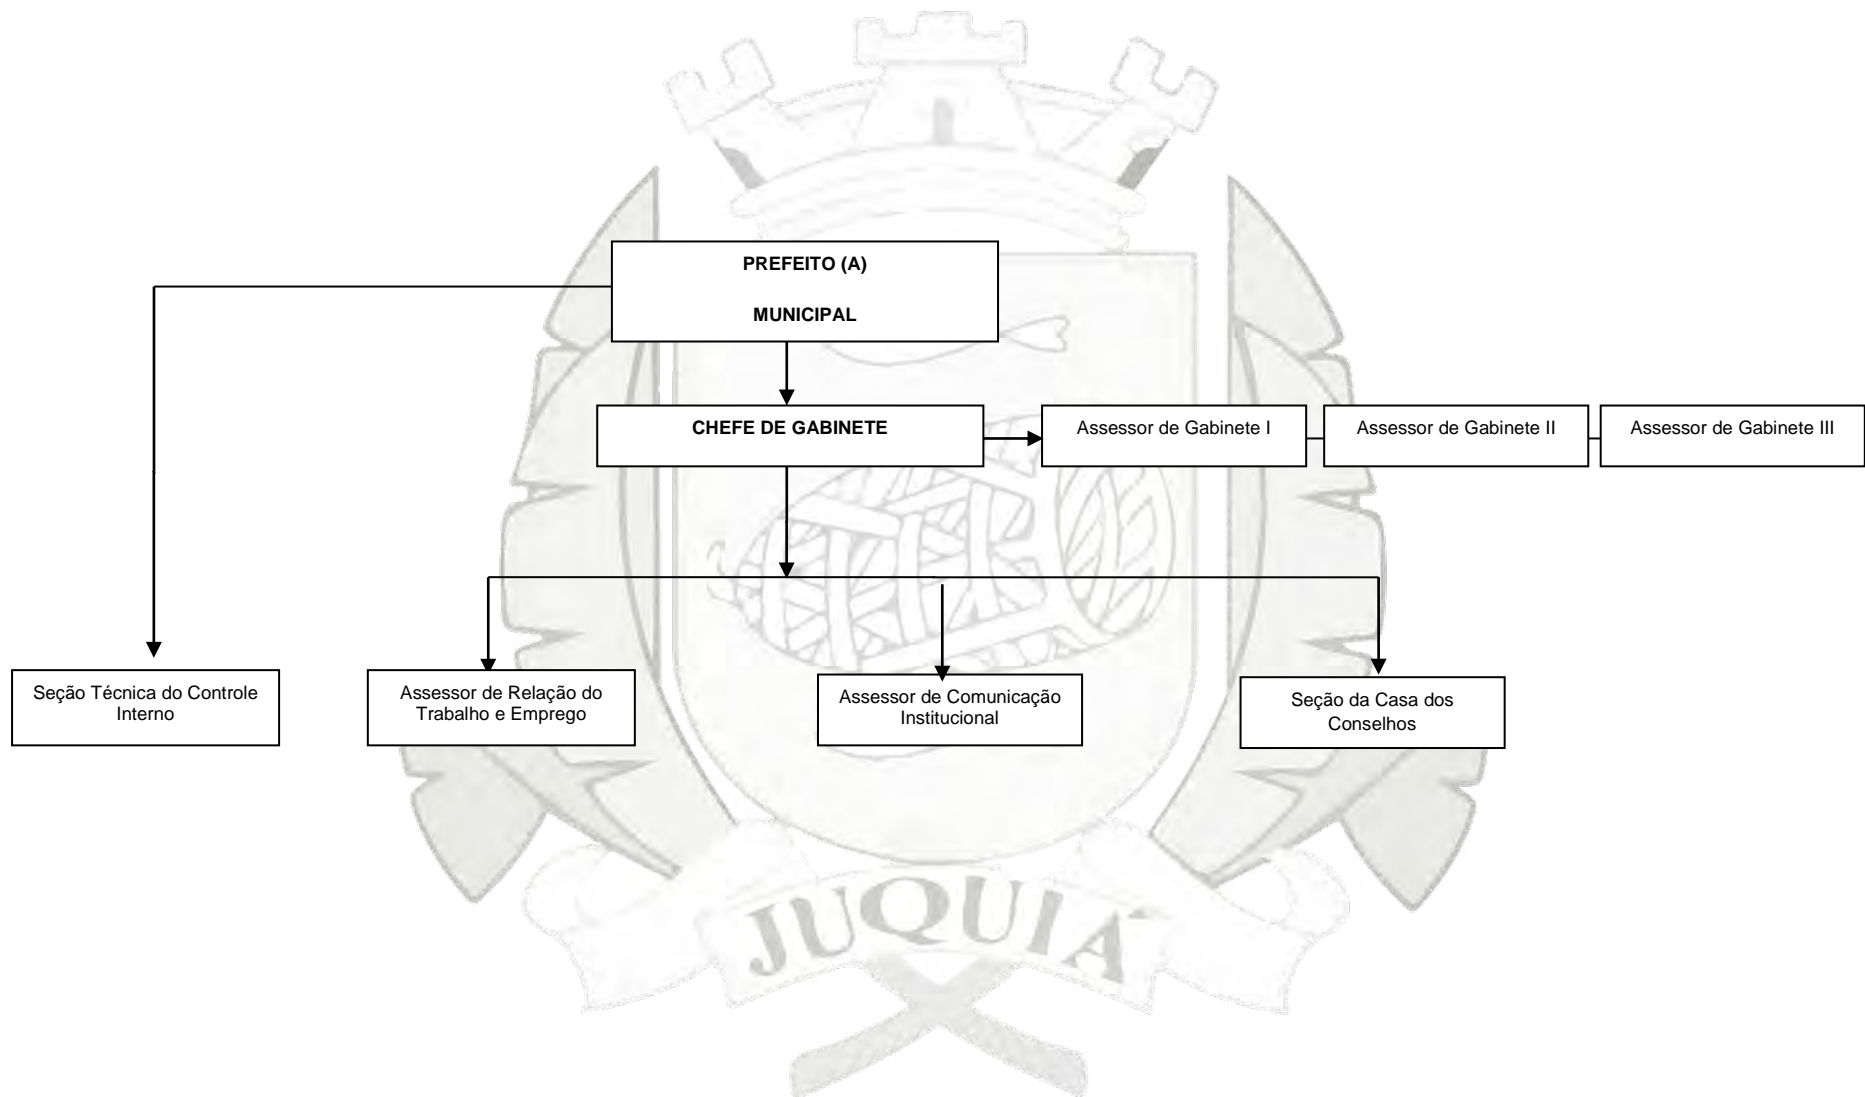 PREFEITO (A)
MUNICIPAL
CHEFE DE GABINETE
Assessor de Gabinete I
Assessor de Gabinete II
Assessor de Gabinete III
Seção Técnica do Controle
Interno
Assessor de Relação do
Trabalho e Emprego
Assessor de Comunicação
Institucional
Seção da Casa dos
Conselhos
JUQUIÁ